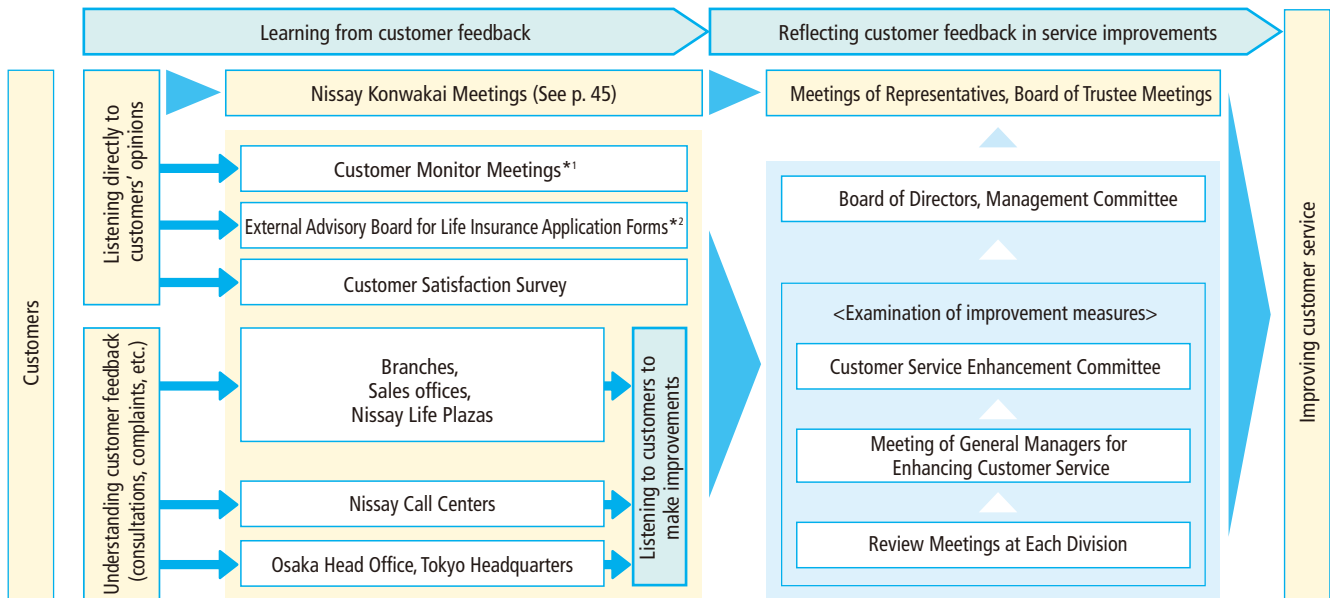 Learning from customer feedback
Reflecting customer feedback in service improvements
Customers
Listening directly to
customers' opinions
Nissay Konwakai Meetings (See p. 45)
Customer Monitor Meetings*1
External Advisory Board for Life Insurance Application Forms*2
Customer Satisfaction Survey
Understanding customer feedback
(consultations, complaints, etc.)
Branches,
Sales offices,
Nissay Life Plazas
Nissay Call Centers
Osaka Head Office, Tokyo Headquarters
Listening to customers to
make improvements
Meetings of Representatives, Board of Trustee Meetings
Board of Directors, Management Committee
<Examination of improvement measures>
Customer Service Enhancement Committee
Meeting of General Managers for
Enhancing Customer Service
Review Meetings at Each Division
Improving customer service